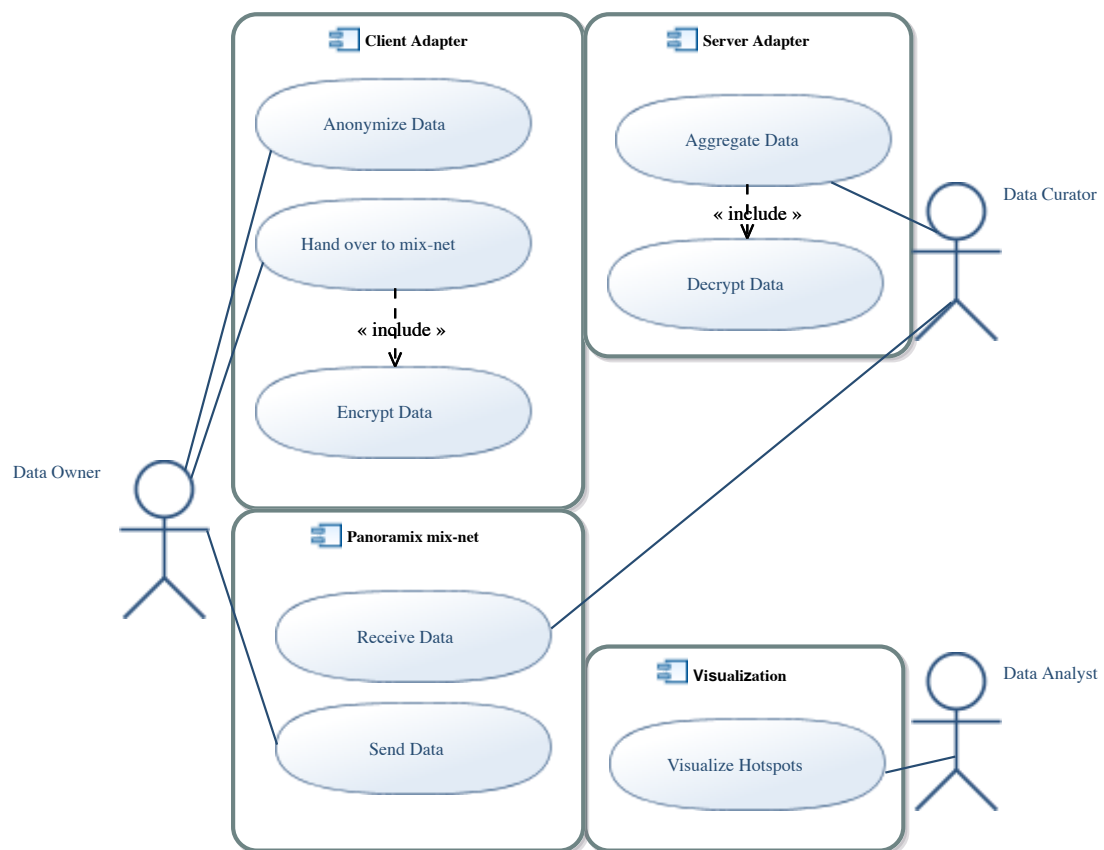 Client Adapter
Anonymize Data
Hand over to mix-net
« include »
Encrypt Data
Server Adapter
Aggregate Data
« include »
Decrypt Data
Data Curator
Data Owner
Panoramix mix-net
Receive Data
Send Data
Visualization
Visualize Hotspots
Data Analyst